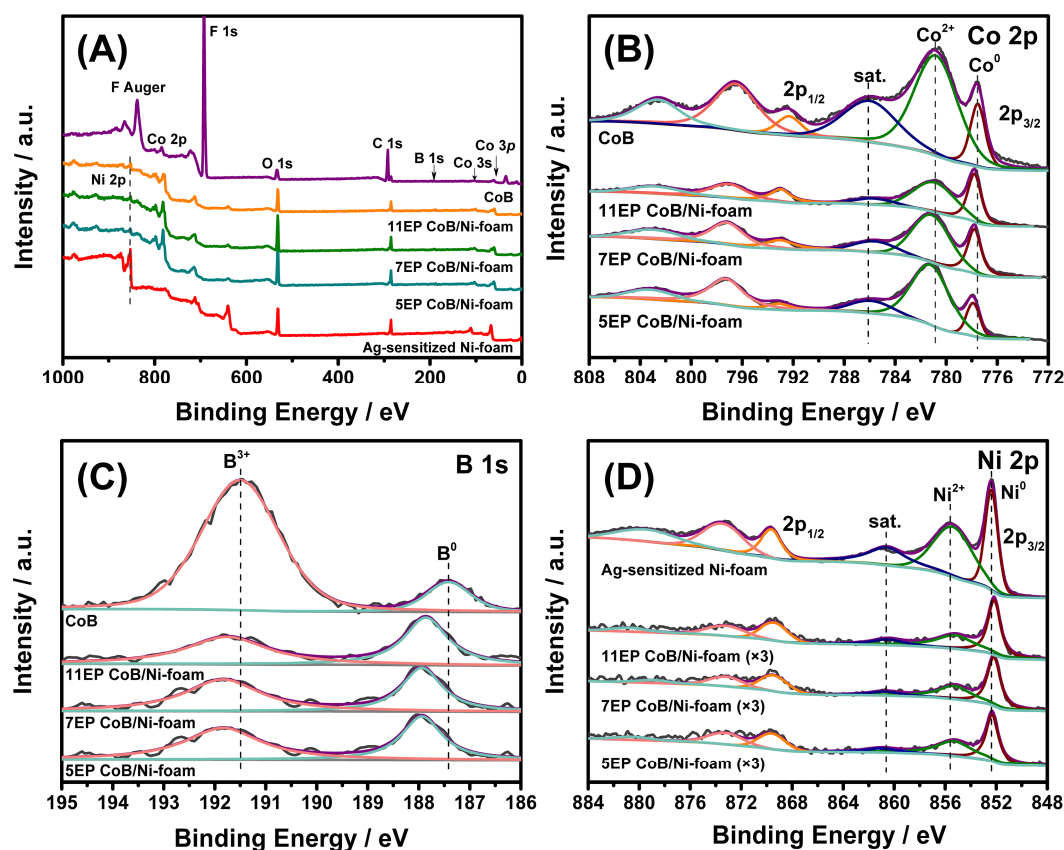 (A)
F 1s
F Auger
Co 2p
Ni 2p
O 1s
C 1s
B 1s
Co 3s
Co 3p
CoB
11EP CoB/Ni-foam
7EP CoB/Ni-foam
5EP CoB/Ni-foam
Ag-sensitized Ni-foam
Intensity / a.u.
1000 800 600 400 200 0
Binding Energy / eV
(B)
Co 2p
Co²⁺
Co⁰
sat.
2p₁/₂
2p₃/₂
CoB
11EP CoB/Ni-foam
7EP CoB/Ni-foam
5EP CoB/Ni-foam
Intensity / a.u.
808 804 800 796 792 788 784 780 776 772
Binding Energy / eV
(C)
B 1s
B³⁺
B⁰
CoB
11EP CoB/Ni-foam
7EP CoB/Ni-foam
5EP CoB/Ni-foam
Intensity / a.u.
195 194 193 192 191 190 189 188 187 186
Binding Energy / eV
(D)
Ni 2p
Ni²⁺
Ni⁰
sat.
2p₁/₂
2p₃/₂
Ag-sensitized Ni-foam
11EP CoB/Ni-foam (×3)
7EP CoB/Ni-foam (×3)
5EP CoB/Ni-foam (×3)
Intensity / a.u.
884 880 876 872 868 864 860 856 852 848
Binding Energy / eV